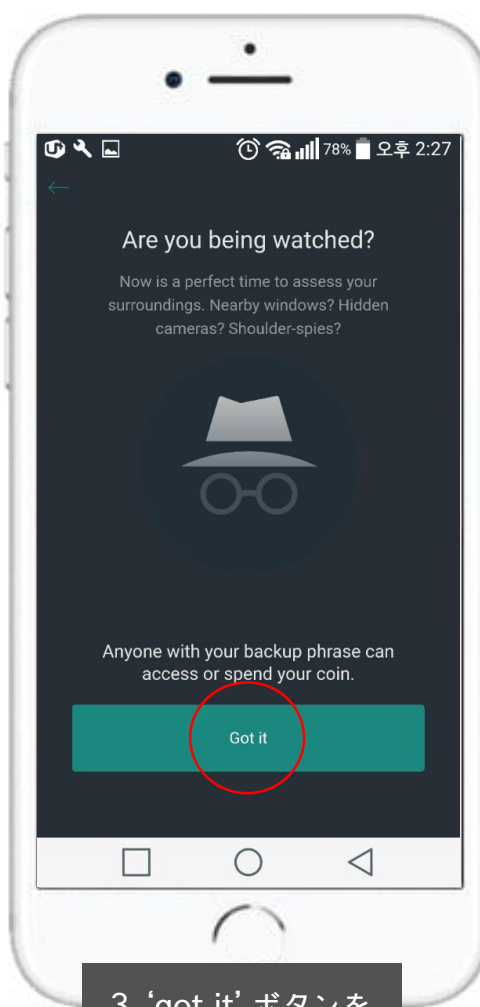 78% 오후 2:27
Are you being watched?
Now is a perfect time to assess your
surroundings. Nearby windows? Hidden
cameras? Shoulder-spies?
Anyone with your backup phrase can
access or spend your coin.
Got it
3. ‘got it’ ボタンを